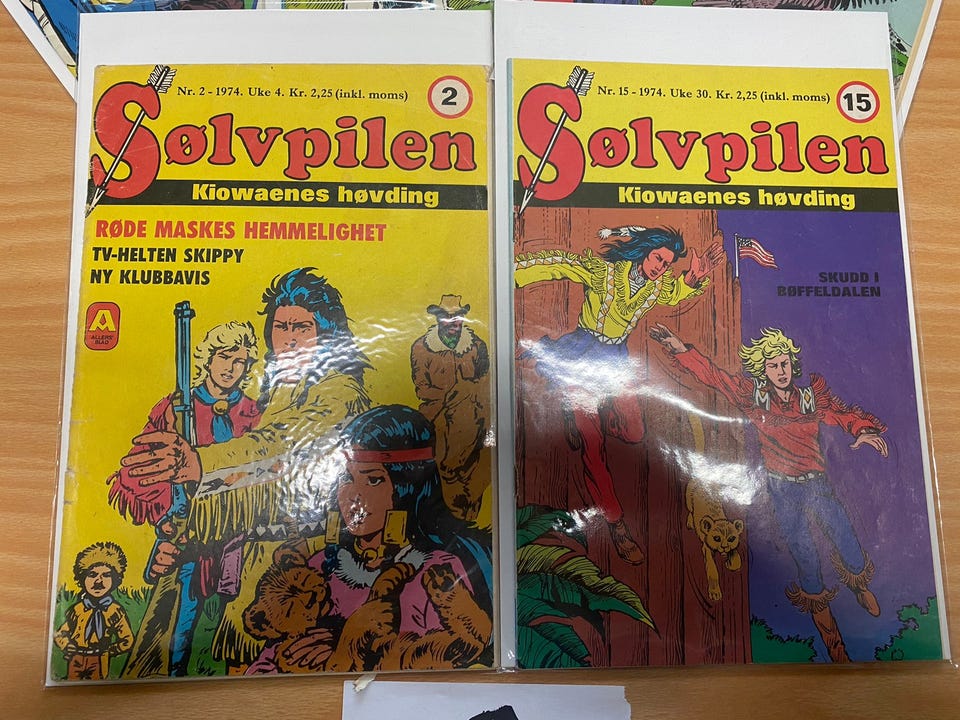 Nr. 2 - 1974. Uke 4. Kr. 2,25 (inkl. moms)
2
Sølvpilen
Kiowaenes høvding
RØDE MASKES HEMMELIGHET
TV-HELTEN SKIPPY
NY KLUBBAVIS
A
ALLERS
BLAD
Nr. 15 - 1974. Uke 30. Kr. 2,25 (inkl. moms)
15
Sølvpilen
Kiowaenes høvding
SKUDD I
BØFFELDALEN